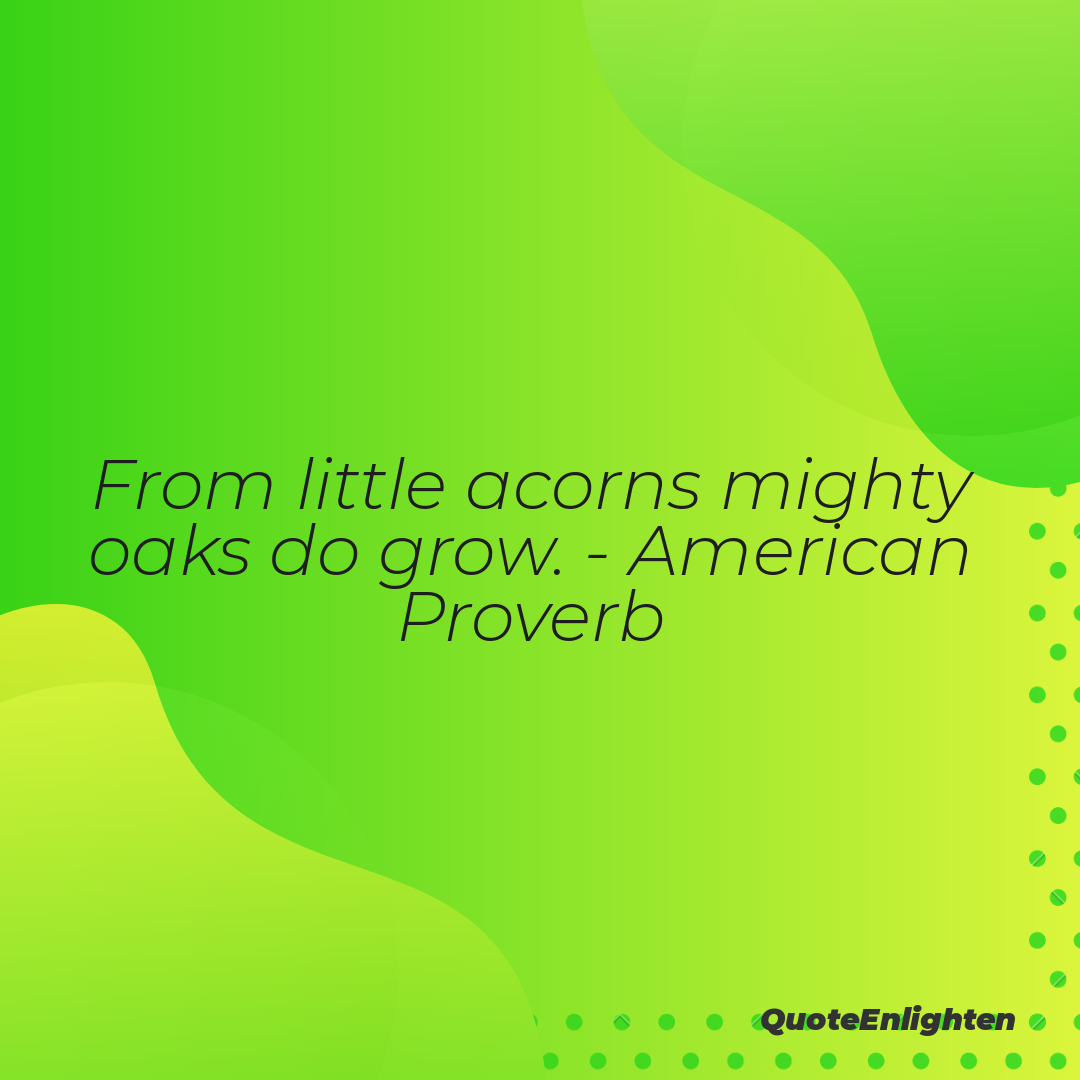 From little acorns mighty
oaks do grow. - American
Proverb
QuoteEnlighten